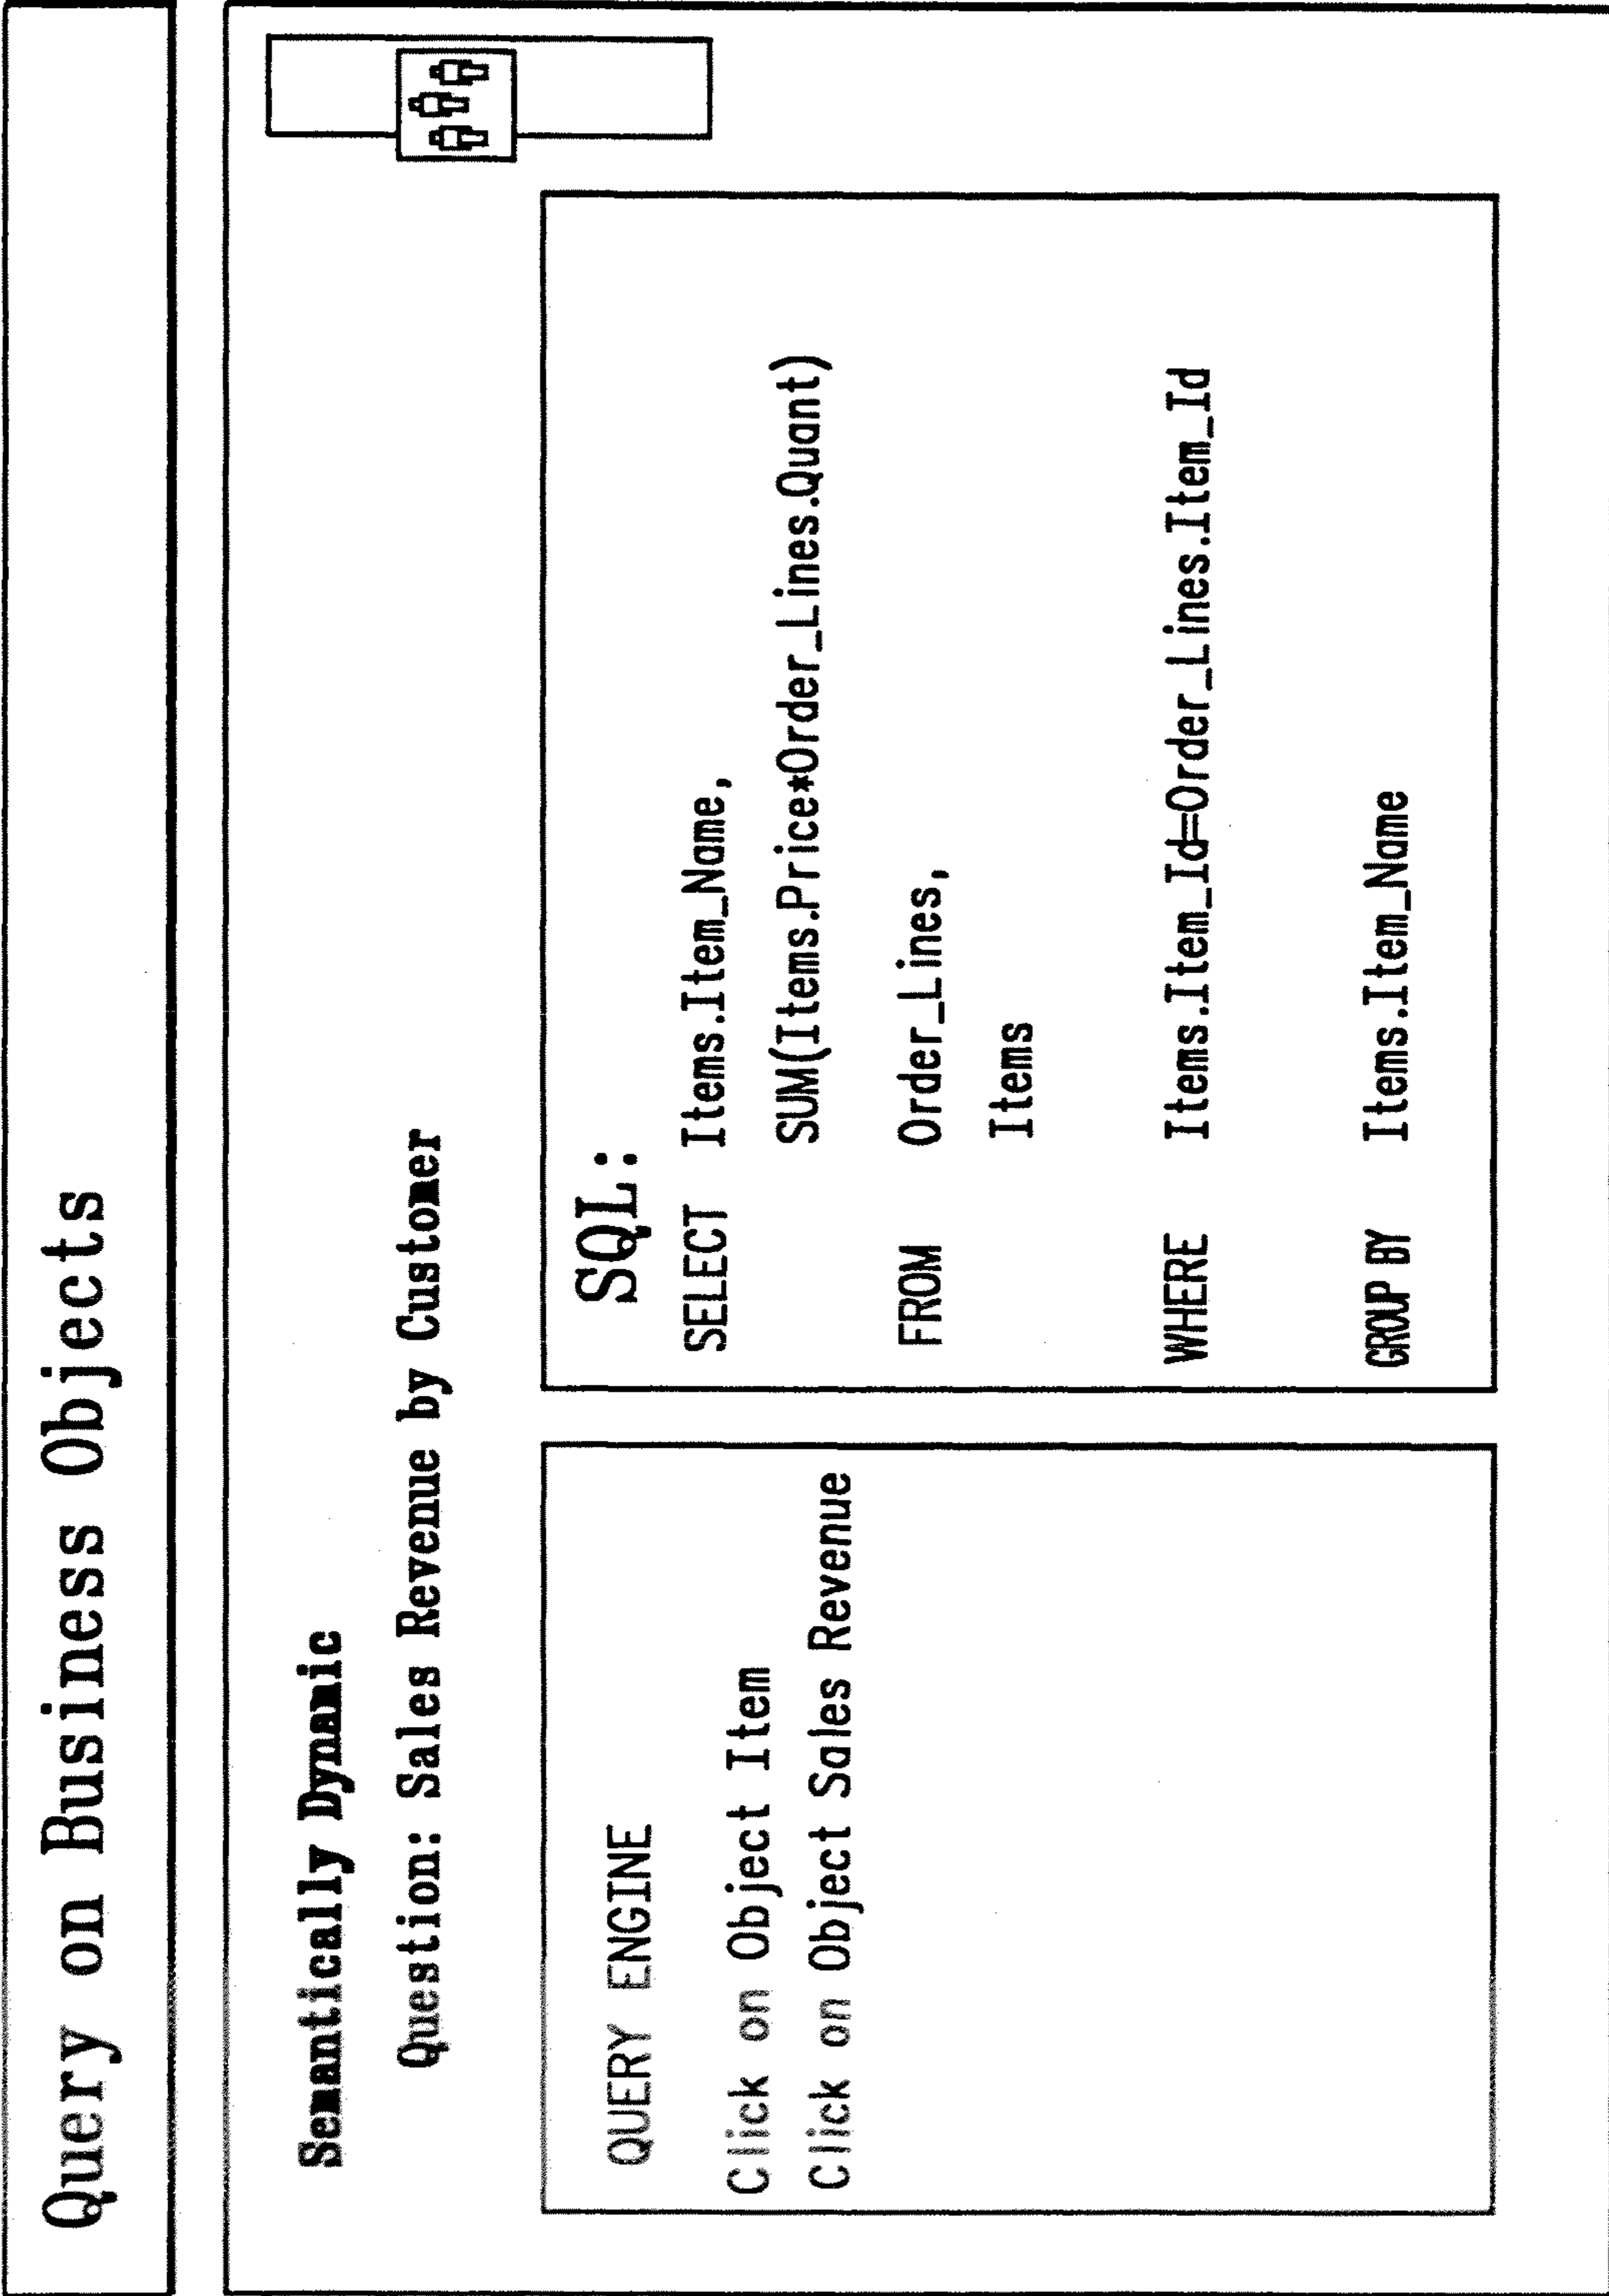 Query on Business Objects
Semantically Dynamic
Question: Sales Revenue by Customer
QUERY ENGINE
Click on Object Item
Click on Object Sales Revenue
SQL:
SELECT Items.Item_Name,
SUM(Items.Price*Order_Lines.Quant)
FROM Order_Lines,
Items
WHERE Items.Item_Id=Order_Lines.Item_Id
GROUP BY Items.Item_Name